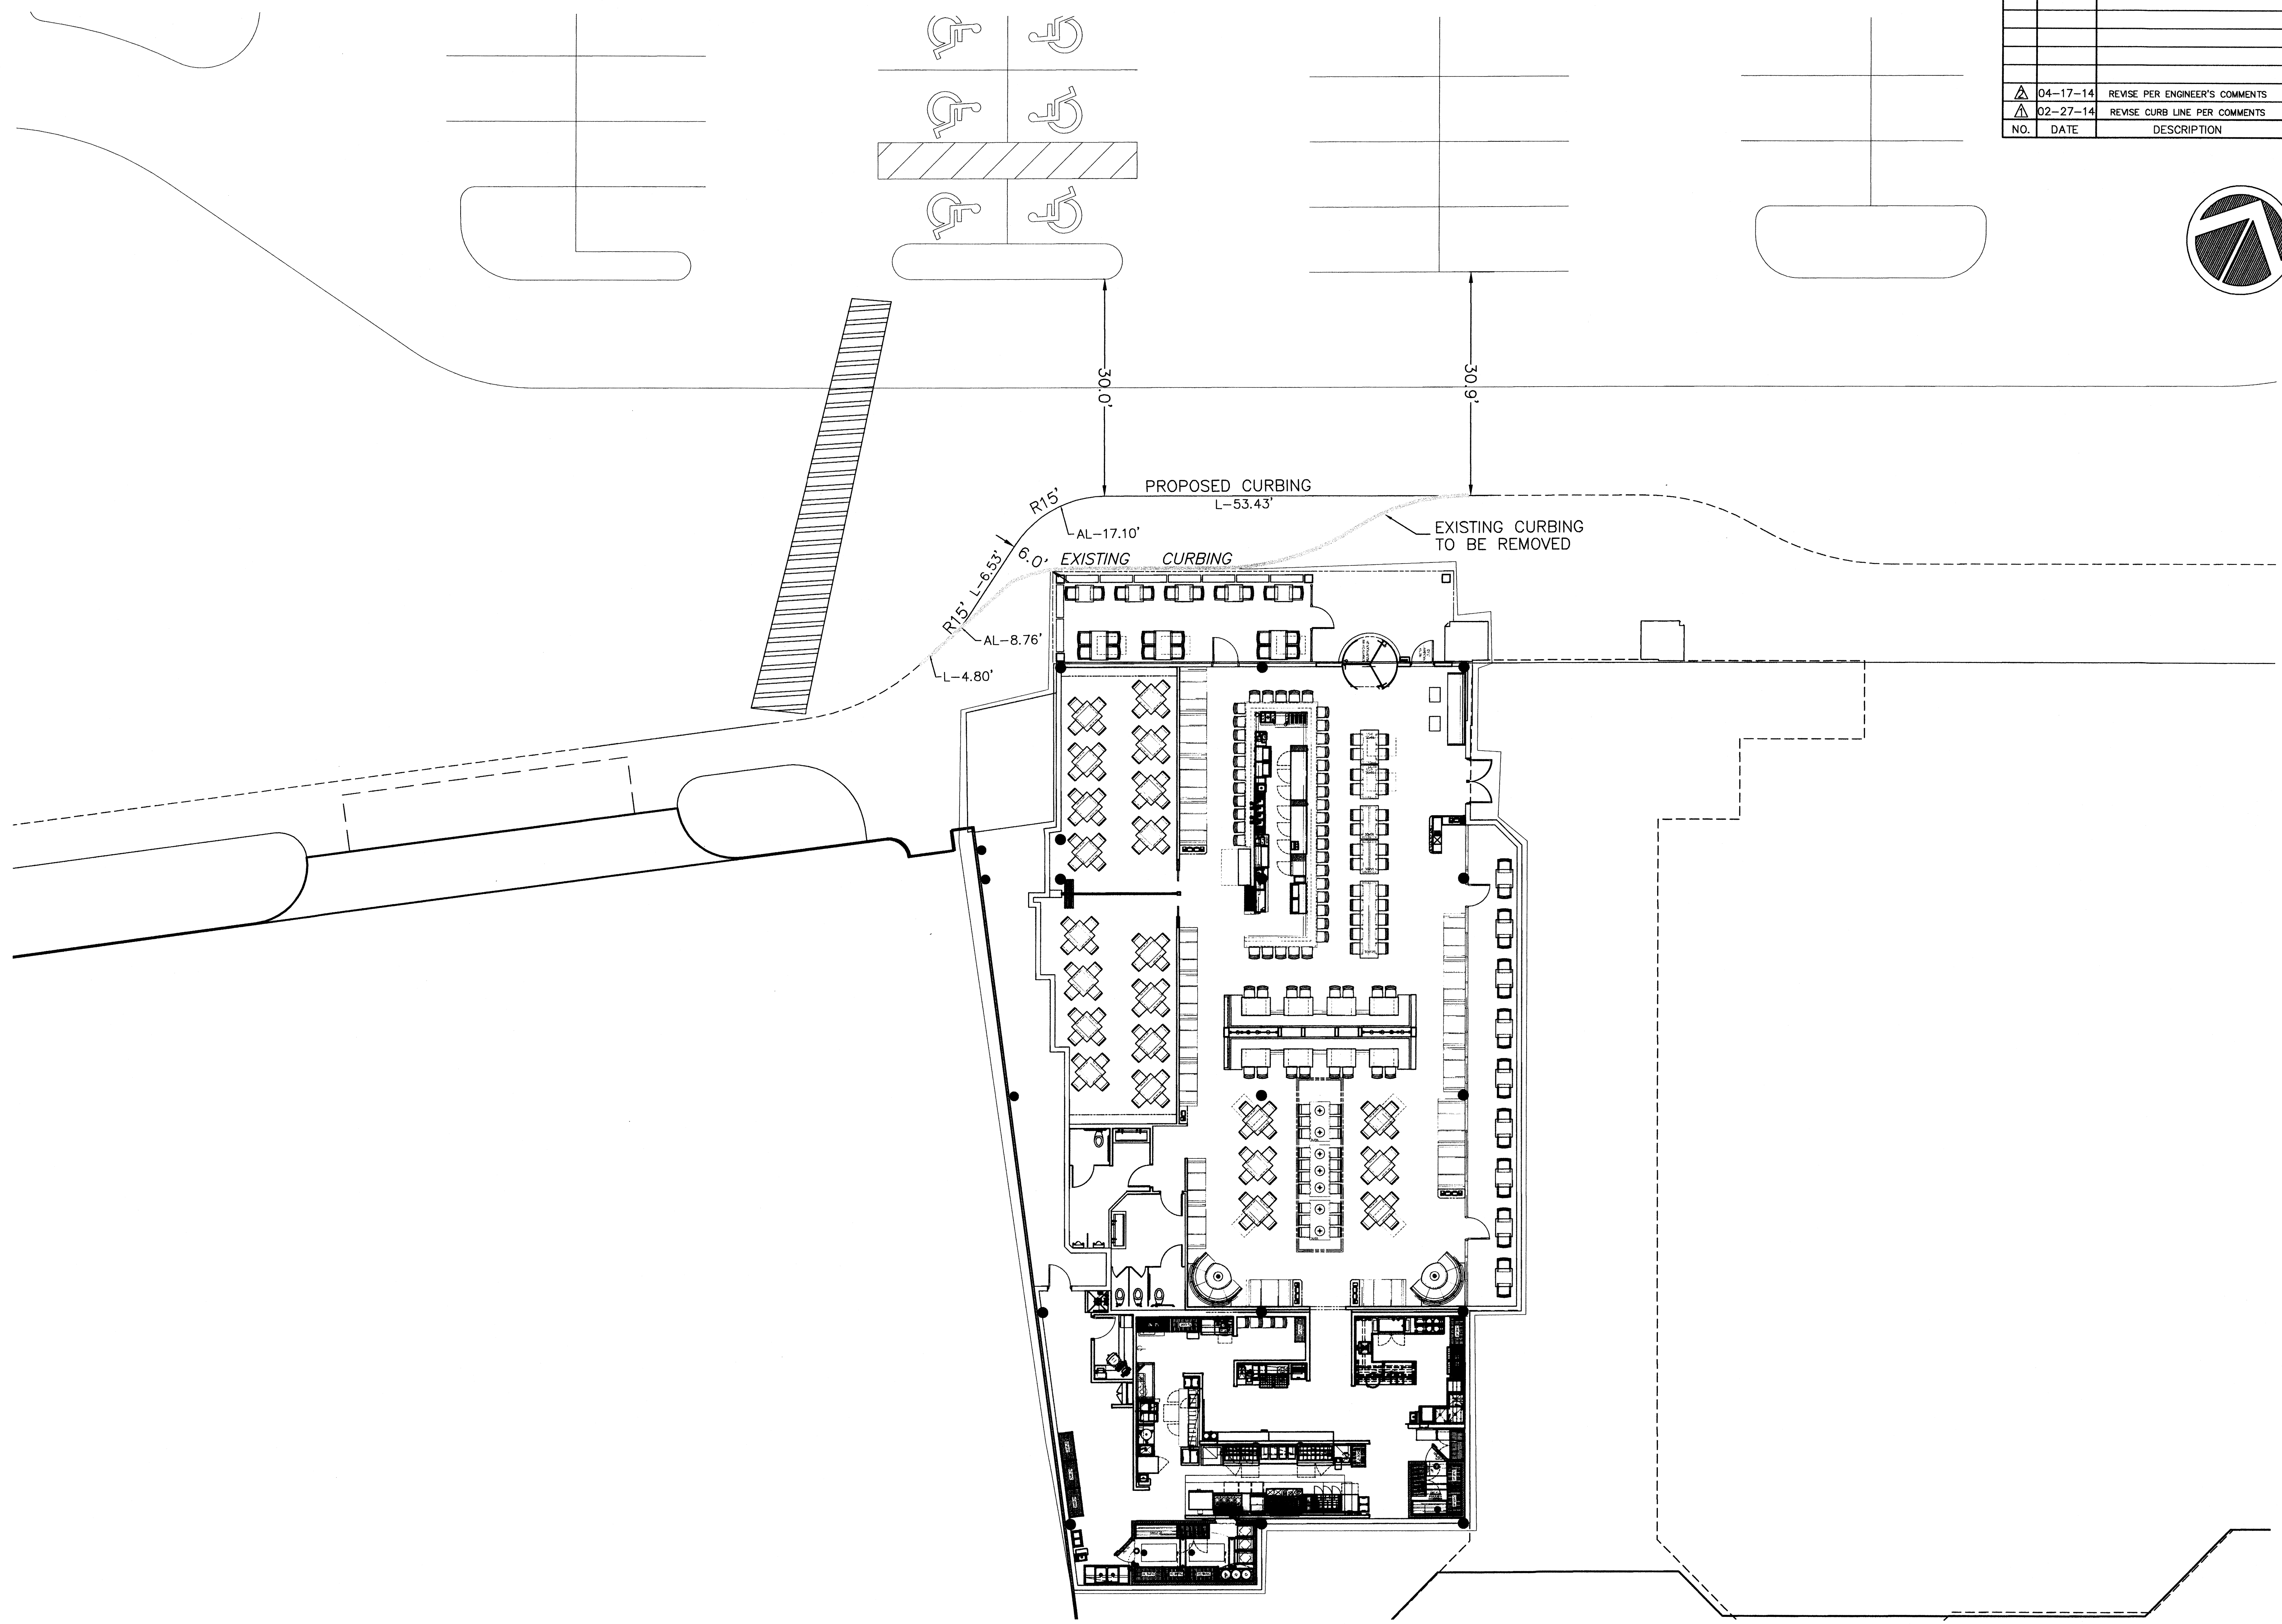 2 04-17-14 REVISE PER ENGINEER'S COMMENTS
1 02-27-14 REVISE CURB LINE PER COMMENTS
NO. DATE DESCRIPTION
30.0'
30.9'
PROPOSED CURBING
L-53.43'
R15'
AL-17.10'
EXISTING CURBING
TO BE REMOVED
6.0'
EXISTING CURBING
L-6.53'
R15'
AL-8.76'
L-4.80'